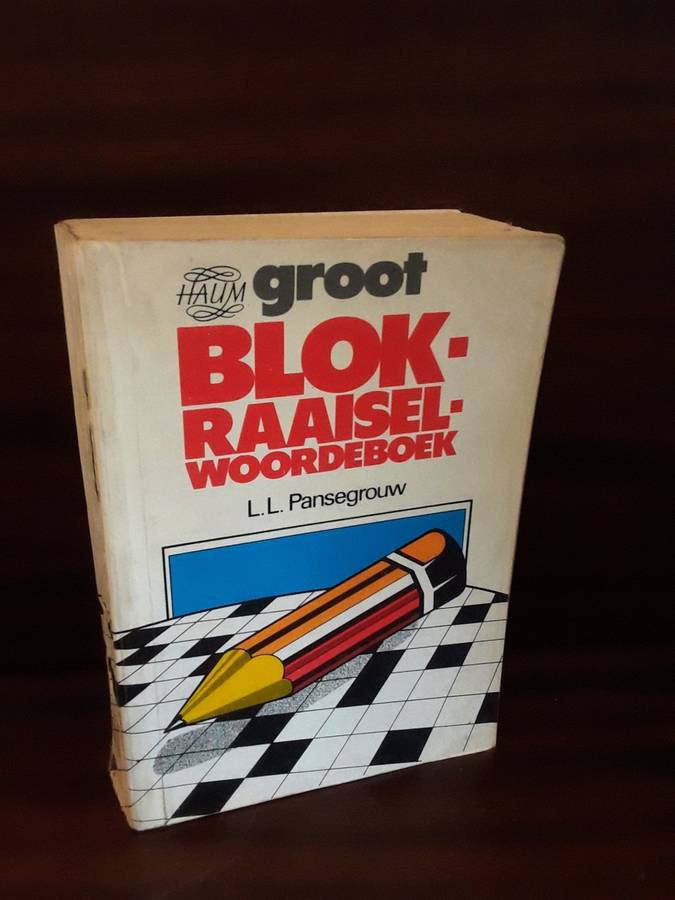 HAUM groot
BLOK-
RAAISEL-
WOORDEBOEK
L.L. Pansegrouw